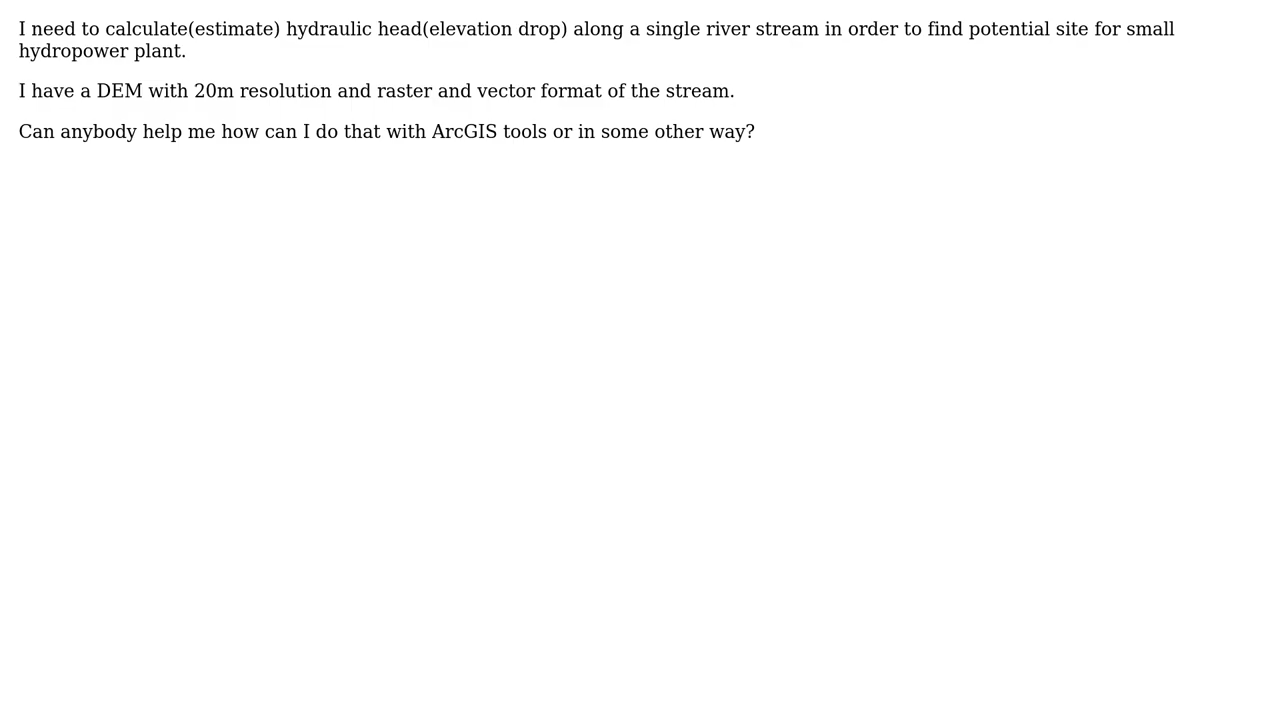 I need to calculate(estimate) hydraulic head(elevation drop) along a single river stream in order to find potential site for small
hydropower plant.
I have a DEM with 20m resolution and raster and vector format of the stream.
Can anybody help me how can I do that with ArcGIS tools or in some other way?